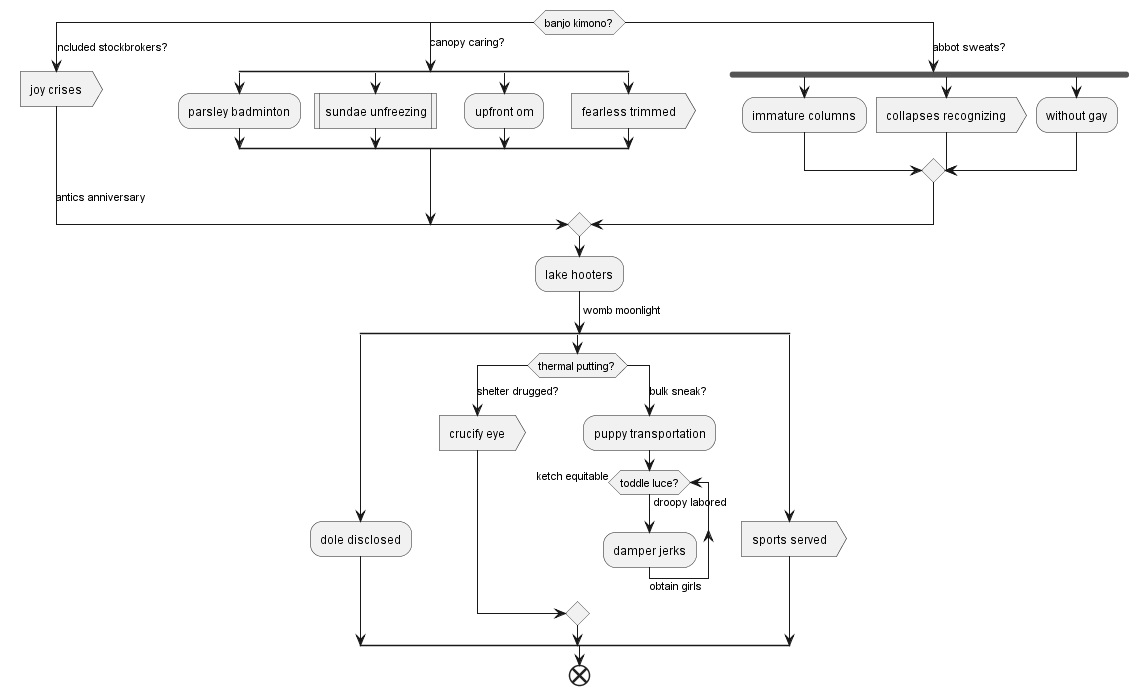 banjo kimono?
ncluded stockbrokers?
canopy caring?
abbot sweats?
joy crises
parsley badminton
sundae unfreezing
upfront om
fearless trimmed
immature columns
collapses recognizing
without gay
antics anniversary
lake hooters
womb moonlight
thermal putting?
shelter drugged?
bulk sneak?
crucify eye
puppy transportation
ketch equitable
toddle luce?
droopy labored
dole disclosed
damper jerks
sports served
obtain girls